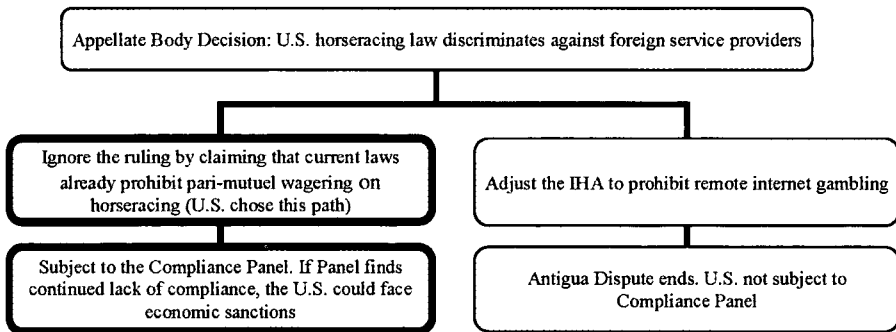 Appellate Body Decision: U.S. horseracing law discriminates against foreign service providers
Ignore the ruling by claiming that current laws
already prohibit pari-mutuel wagering on
horseracing (U.S. chose this path)
Adjust the IHA to prohibit remote internet gambling
Subject to the Compliance Panel. If Panel finds
continued lack of compliance, the U.S. could face
economic sanctions
Antigua Dispute ends. U.S. not subject to
Compliance Panel